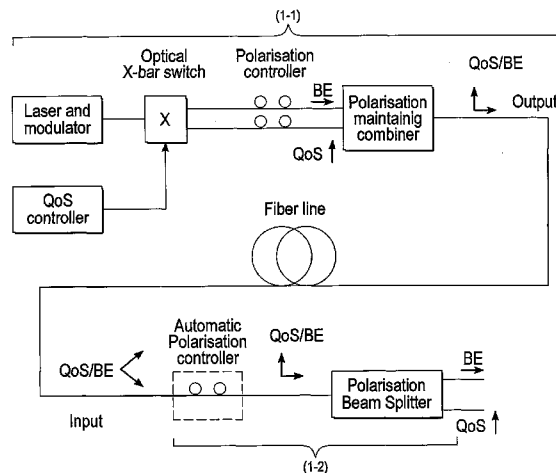 (1-1)
Optical
X-bar switch
Polarisation
controller
BE
QoS/BE
Output
Laser and
modulator
X
Polarisation
maintainig
combiner
QoS
QoS
controller
Fiber line
Automatic
Polarisation
controller
QoS/BE
QoS/BE
BE
Polarisation
Beam Splitter
Input
QoS
(1-2)